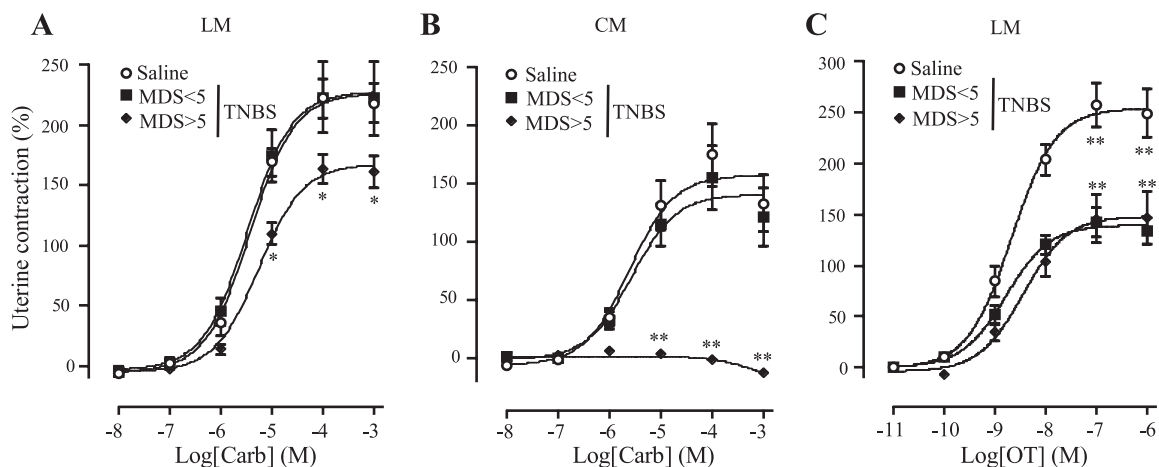 A
LM
Uterine contraction (%)
250
200
150
100
50
0
Saline
MDS<5
MDS>5
TNBS
*
*
*
-8 -7 -6 -5 -4 -3
Log[Carb] (M)
B
CM
250
200
150
100
50
0
Saline
MDS<5
MDS>5
TNBS
** ** **
-8 -7 -6 -5 -4 -3
Log[Carb] (M)
C
LM
300
250
200
150
100
50
0
Saline
MDS<5
MDS>5
TNBS
** **
** **
-11 -10 -9 -8 -7 -6
Log[OT] (M)